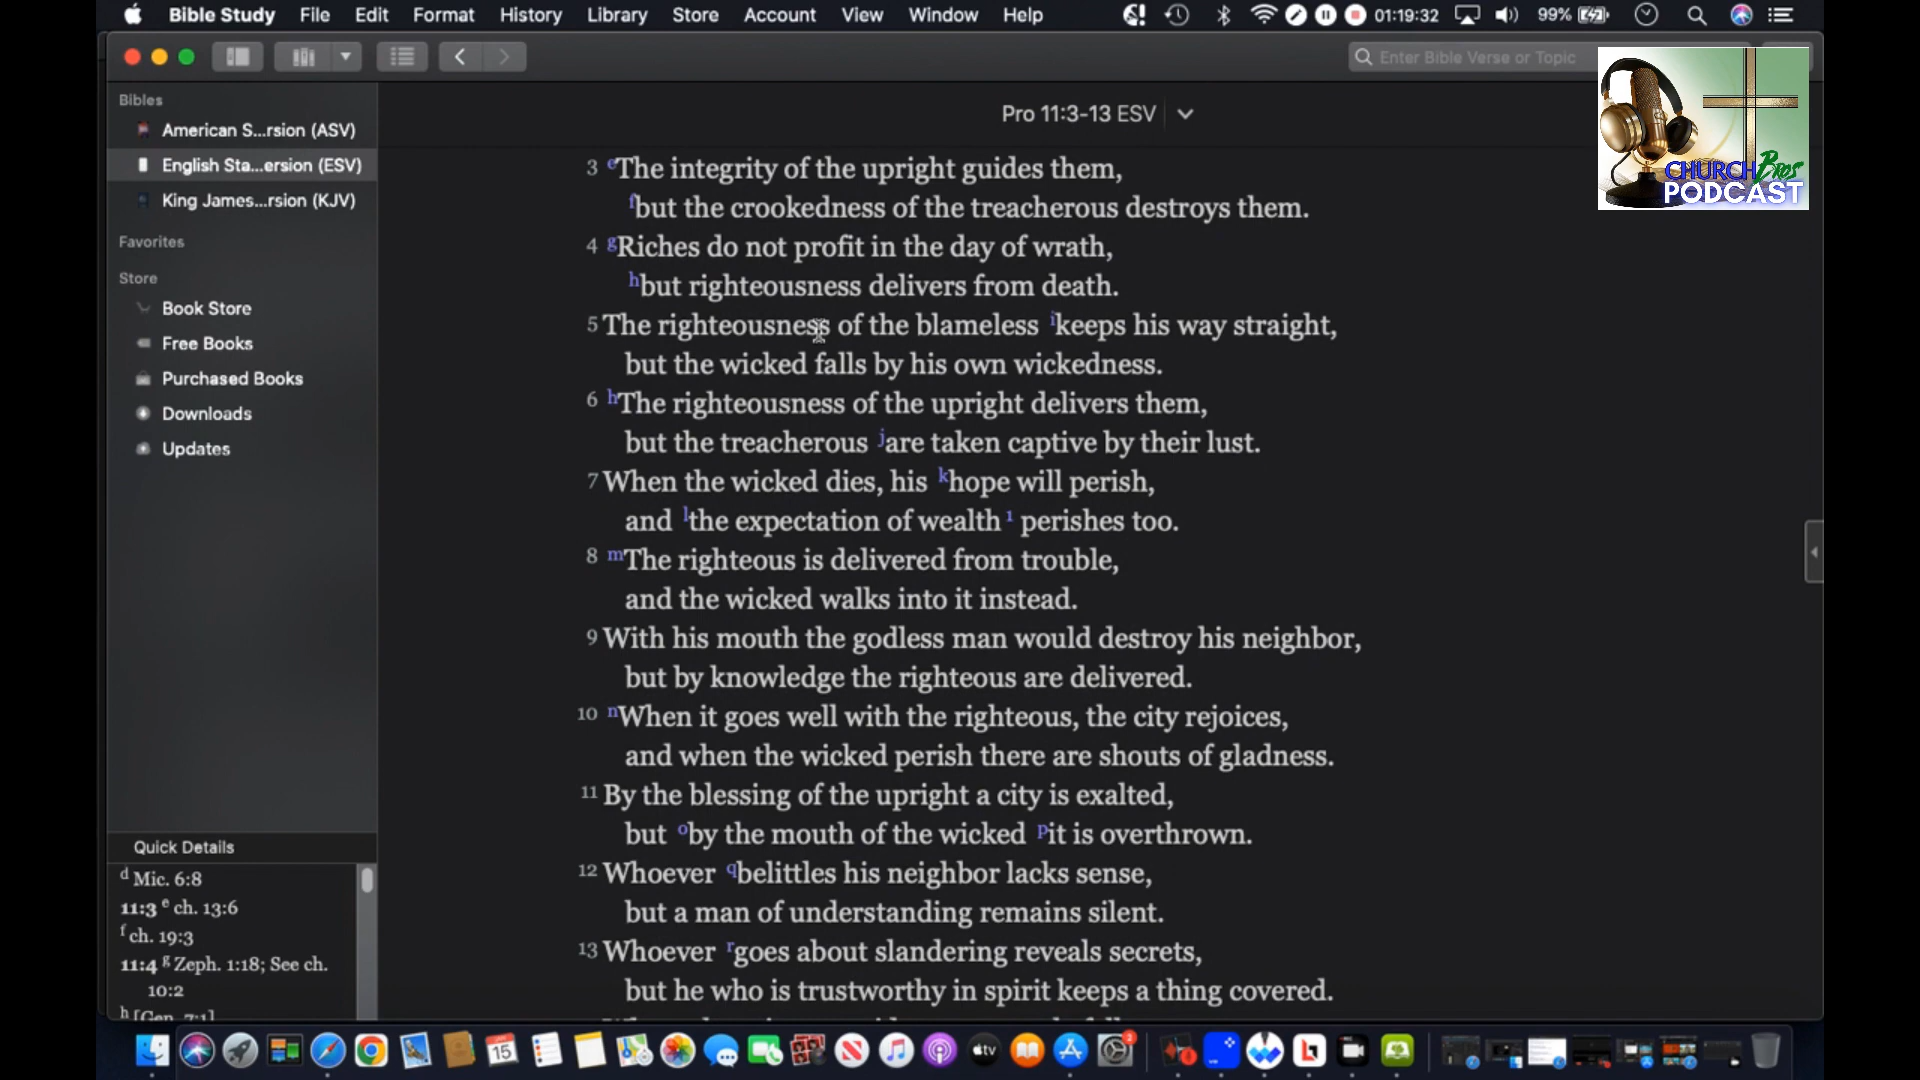 Bible Study File Edit Format History Library Store Account View Window Help 01:19:32 99%
Enter Bible Verse or Topic
CHURCH Bros
PODCAST
Bibles
American S...rsion (ASV)
English Sta...ersion (ESV)
King James...rsion (KJV)
Favorites
Store
Book Store
Free Books
Purchased Books
Downloads
Updates
Quick Details
d Mic. 6:8
11:3 e ch. 13:6
f ch. 19:3
11:4 g Zeph. 1:18; See ch.
10:2
h [Gen. 7:1]
Pro 11:3-13 ESV
3 eThe integrity of the upright guides them,
fbut the crookedness of the treacherous destroys them.
4 gRiches do not profit in the day of wrath,
hbut righteousness delivers from death.
5 The righteousness of the blameless ikeeps his way straight,
but the wicked falls by his own wickedness.
6 hThe righteousness of the upright delivers them,
but the treacherous jare taken captive by their lust.
7 When the wicked dies, his khope will perish,
and lthe expectation of wealth1 perishes too.
8 mThe righteous is delivered from trouble,
and the wicked walks into it instead.
9 With his mouth the godless man would destroy his neighbor,
but by knowledge the righteous are delivered.
10 nWhen it goes well with the righteous, the city rejoices,
and when the wicked perish there are shouts of gladness.
11 By the blessing of the upright a city is exalted,
but oby the mouth of the wicked pit is overthrown.
12 Whoever qbelittles his neighbor lacks sense,
but a man of understanding remains silent.
13 Whoever rgoes about slandering reveals secrets,
but he who is trustworthy in spirit keeps a thing covered.
15
tv
2